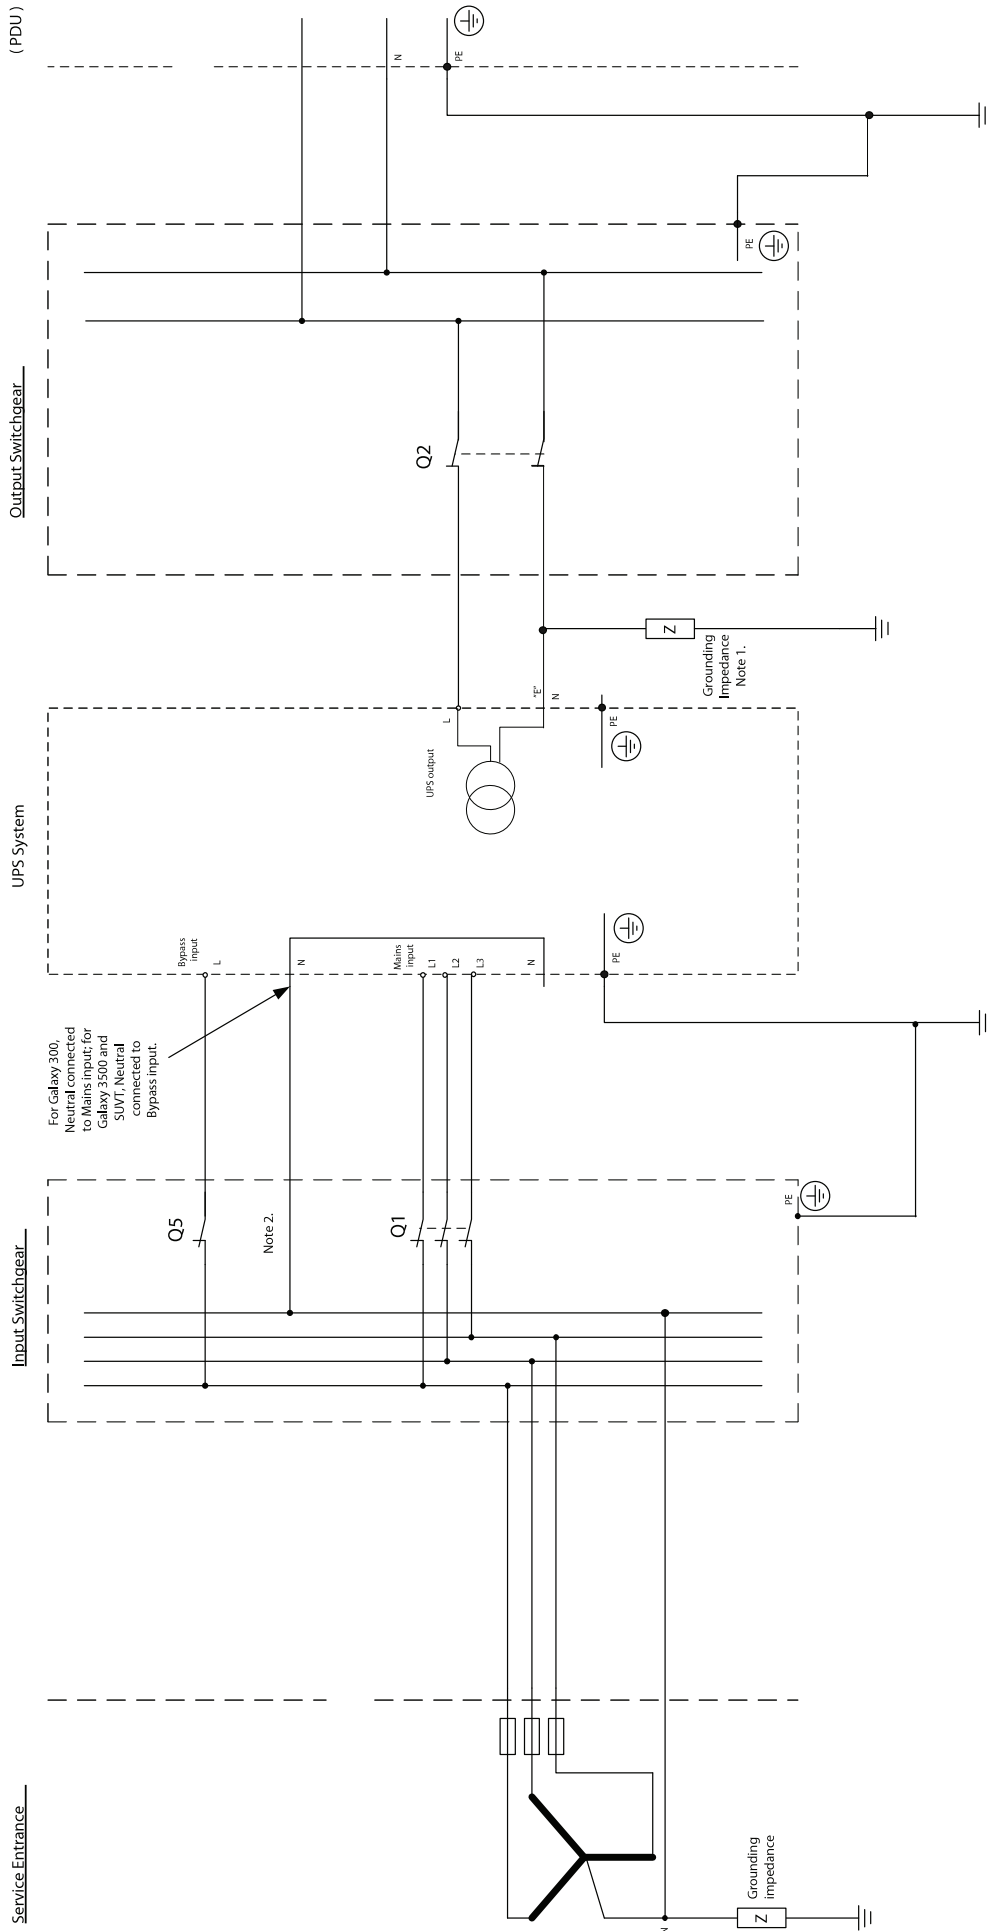 Service Entrance
Input Switchgear
UPS System
Output Switchgear
( PDU )
N
Grounding
impedance
Z
Q5
Note 2.
Q1
PE
For Galaxy 300,
Neutral connected
to Mains input; for
Galaxy 3500 and
SUVT, Neutral
connected to
Bypass input.
Bypass
input
L
N
Mains
input
L1
L2
L3
N
PE
UPS output
L
"E"
N
PE
Z
Grounding
Impedance
Note 1.
Q2
PE
N
PE